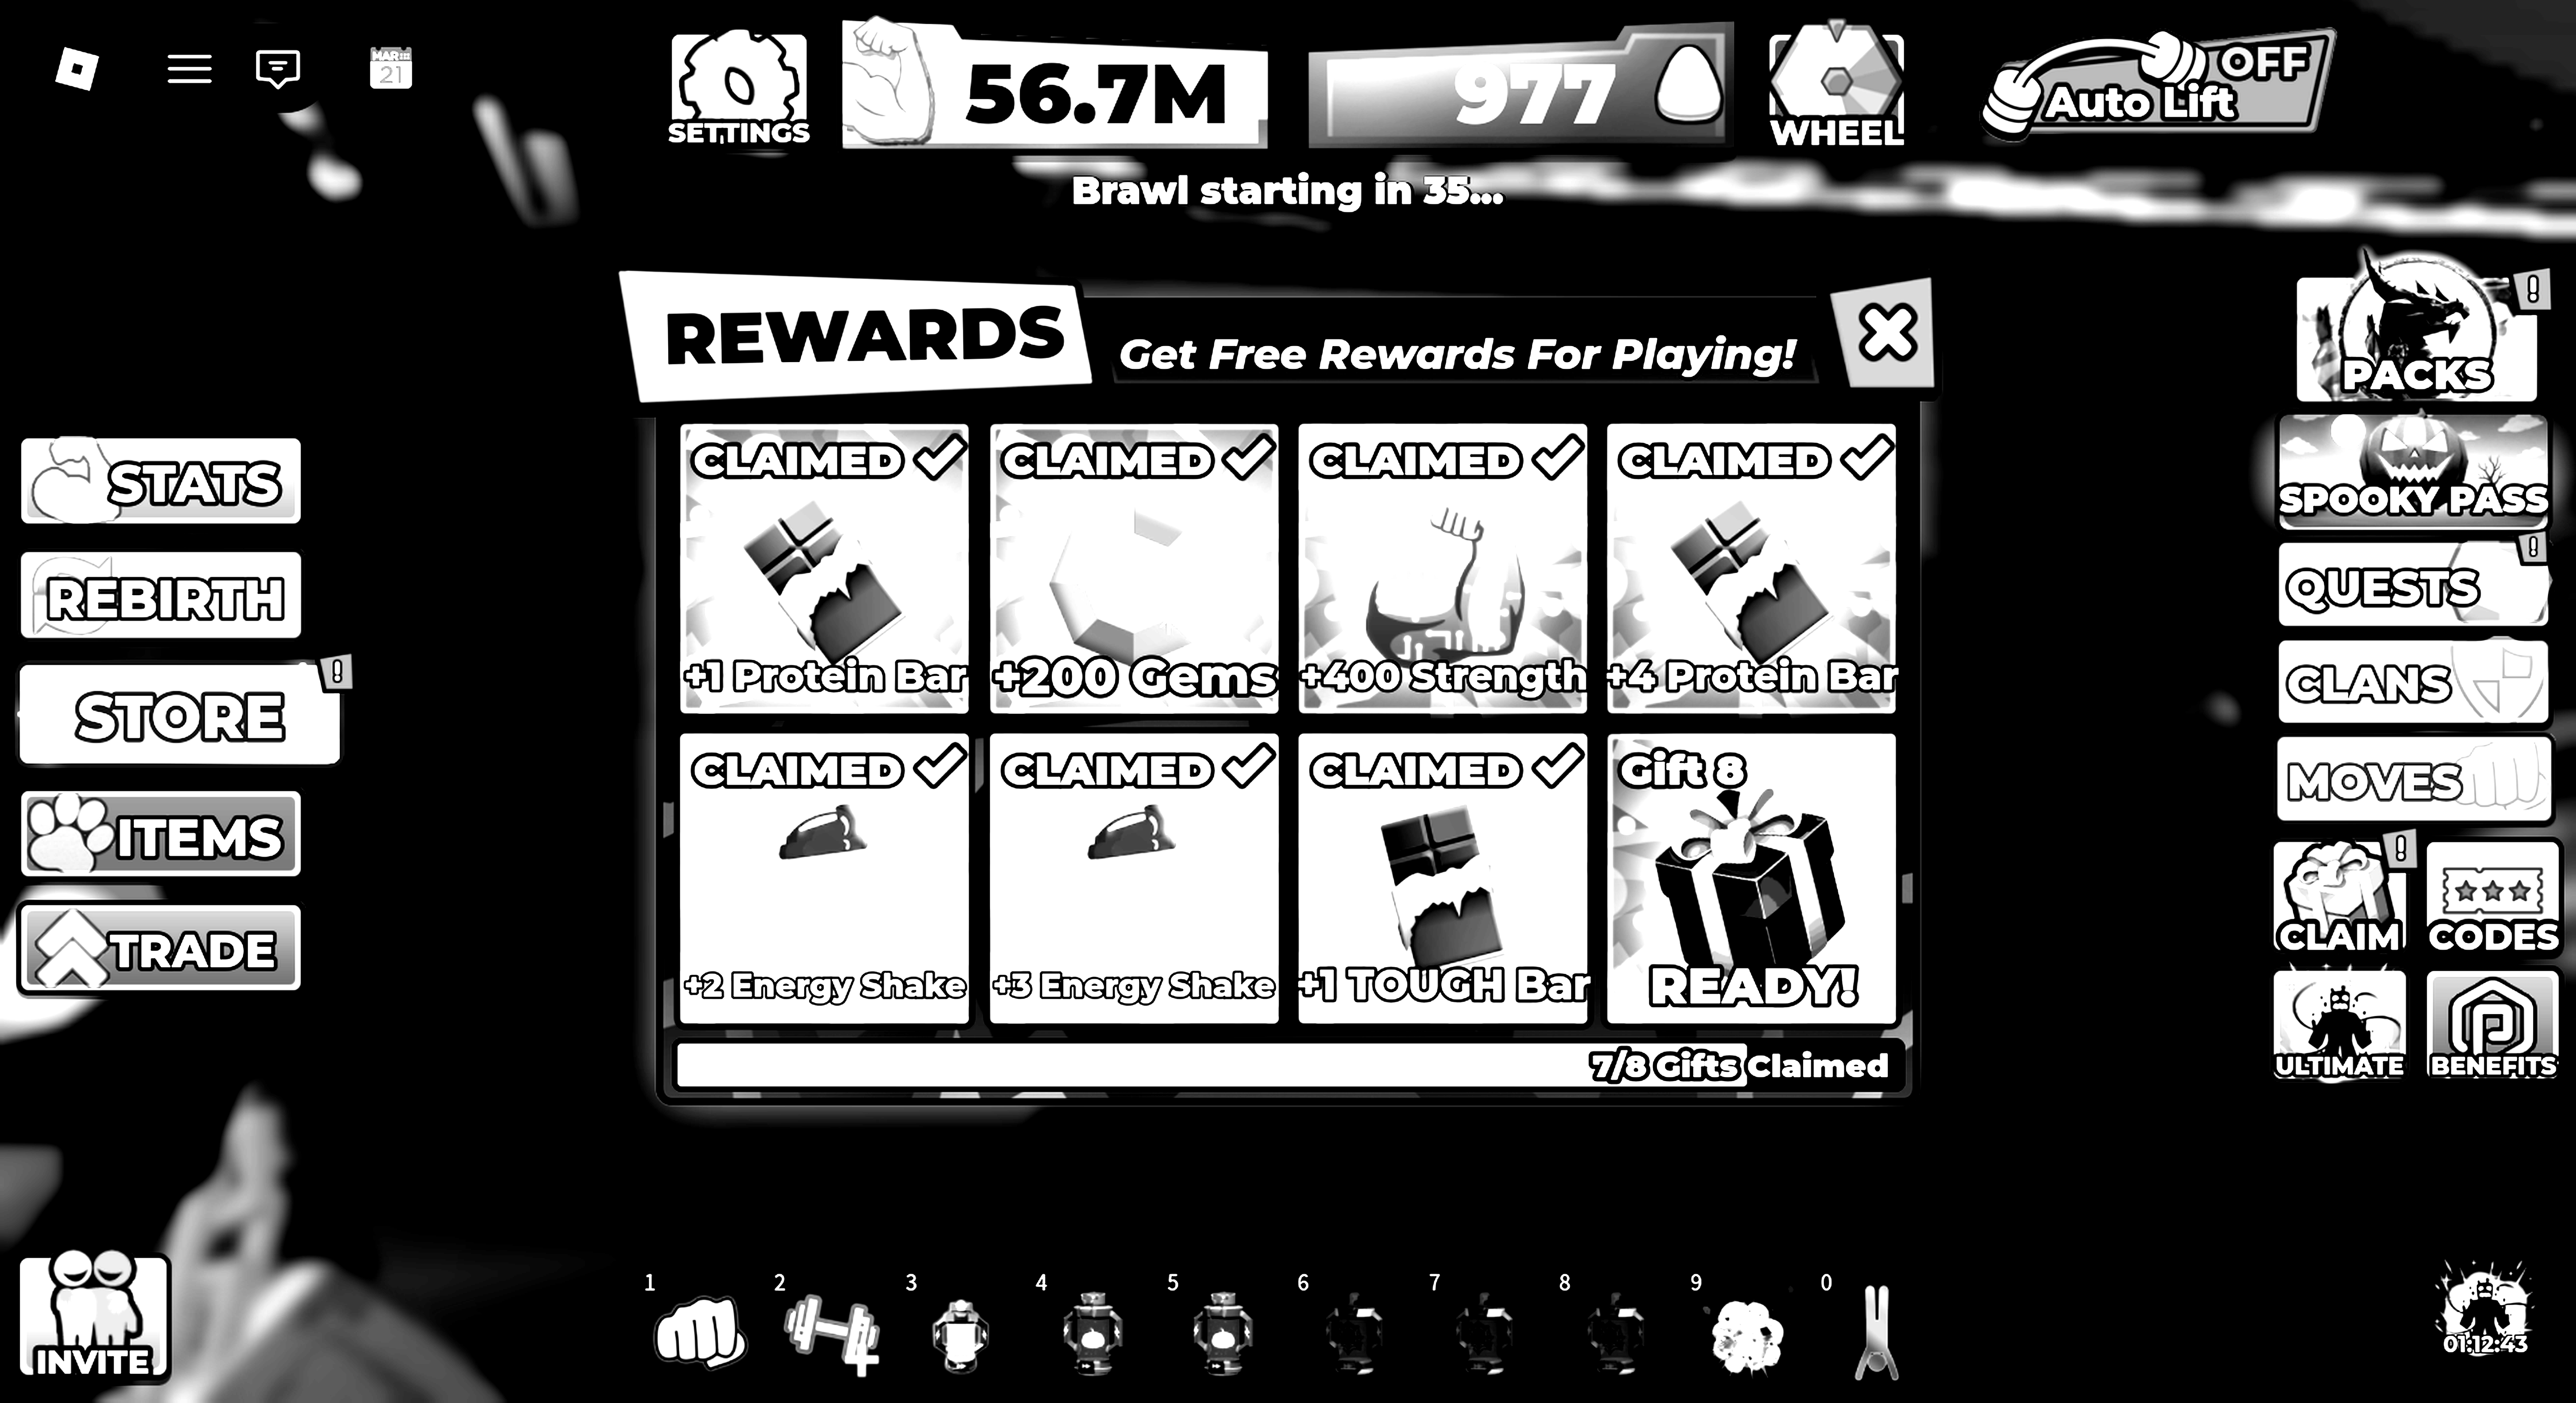 MAR
21
SETTINGS
56.7M
977
WHEEL
OFF
Auto Lift
Brawl starting in 35...
REWARDS
Get Free Rewards For Playing!
CLAIMED
+1 Protein Bar
CLAIMED
+200 Gems
CLAIMED
+400 Strength
CLAIMED
+4 Protein Bar
CLAIMED
+2 Energy Shake
CLAIMED
+3 Energy Shake
CLAIMED
+1 TOUGH Bar
Gift 8
READY!
7/8 Gifts Claimed
STATS
REBIRTH
!
STORE
ITEMS
TRADE
INVITE
!
PACKS
SPOOKY PASS
!
QUESTS
CLANS
MOVES
!
CLAIM
CODES
ULTIMATE
BENEFITS
1 2 3 4 5 6 7 8 9 0
01:12:43